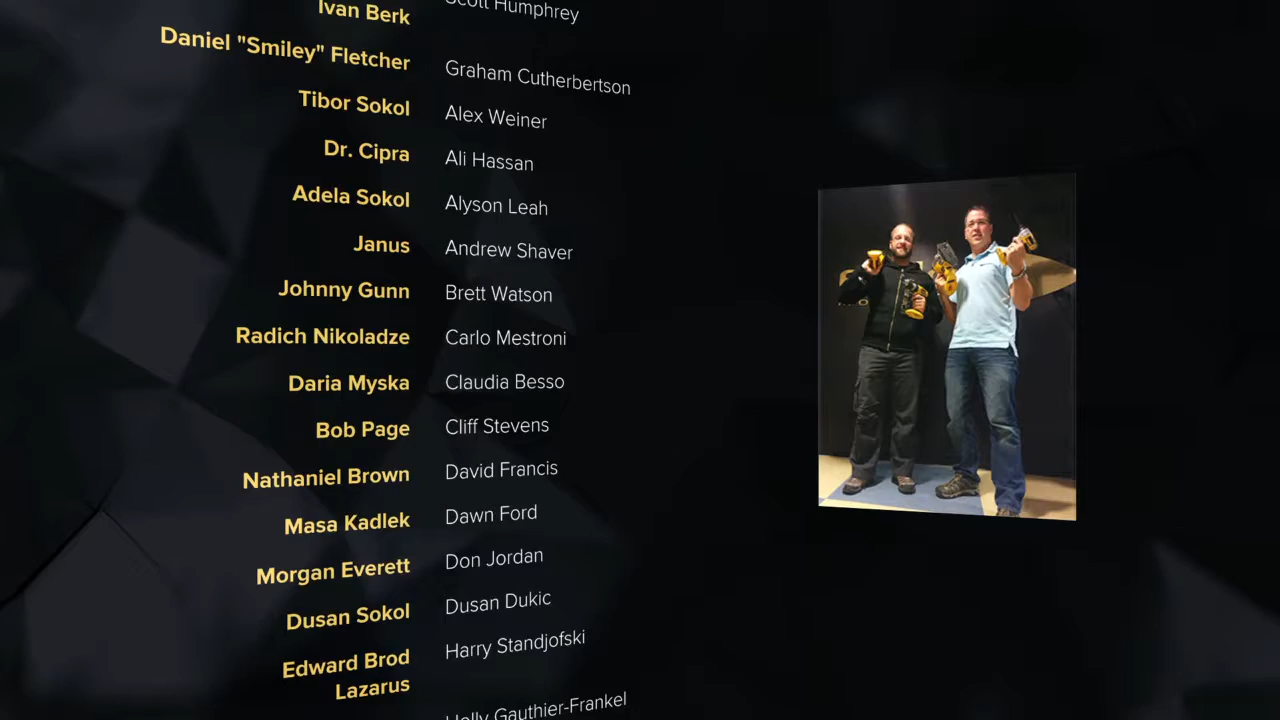 Ivan Berk
Scott Humphrey
Daniel "Smiley" Fletcher
Graham Cutherbertson
Tibor Sokol
Alex Weiner
Dr. Cipra
Ali Hassan
Adela Sokol
Alyson Leah
Janus
Andrew Shaver
Johnny Gunn
Brett Watson
Radich Nikoladze
Carlo Mestroni
Daria Myska
Claudia Besso
Bob Page
Cliff Stevens
Nathaniel Brown
David Francis
Masa Kadlek
Dawn Ford
Morgan Everett
Don Jordan
Dusan Sokol
Dusan Dukic
Edward Brod
Lazarus
Harry Standjofski
Holly Gauthier-Frankel